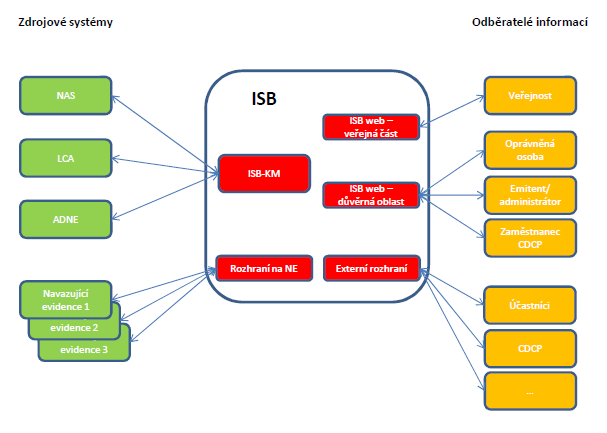 Zdrojové systémy
Odběratelé informací
NAS
LCA
ADNE
Navazující
evidence 1
evidence 2
evidence 3
ISB
ISB-KM
ISB web –
veřejná část
ISB web –
důvěrná oblast
Rozhraní na NE
Externí rozhraní
Veřejnost
Oprávněná
osoba
Emitent/
administrátor
Zaměstnanec
CDCP
Účastníci
CDCP
...